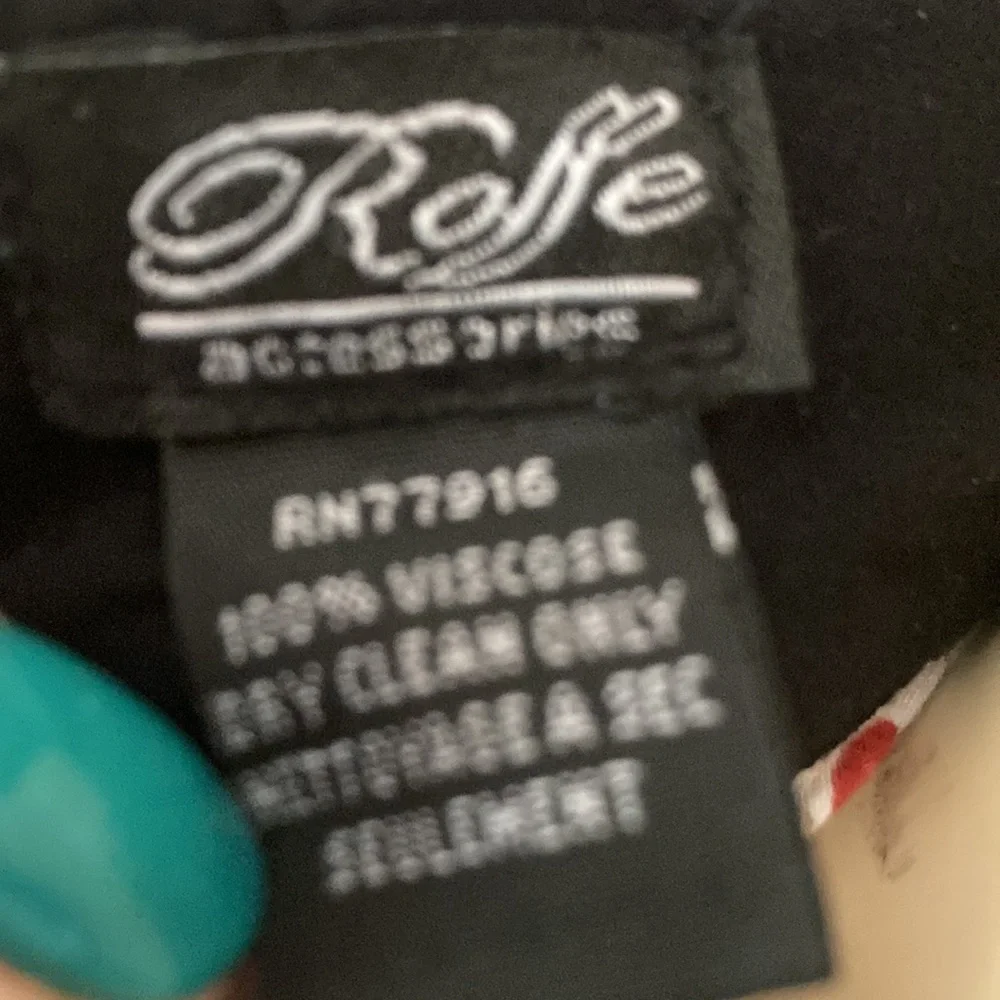 Roffe
accessories
RN77916
100% VISCOSE
DRY CLEAN ONLY
NETTOYAGE A SEC
SEULEMENT